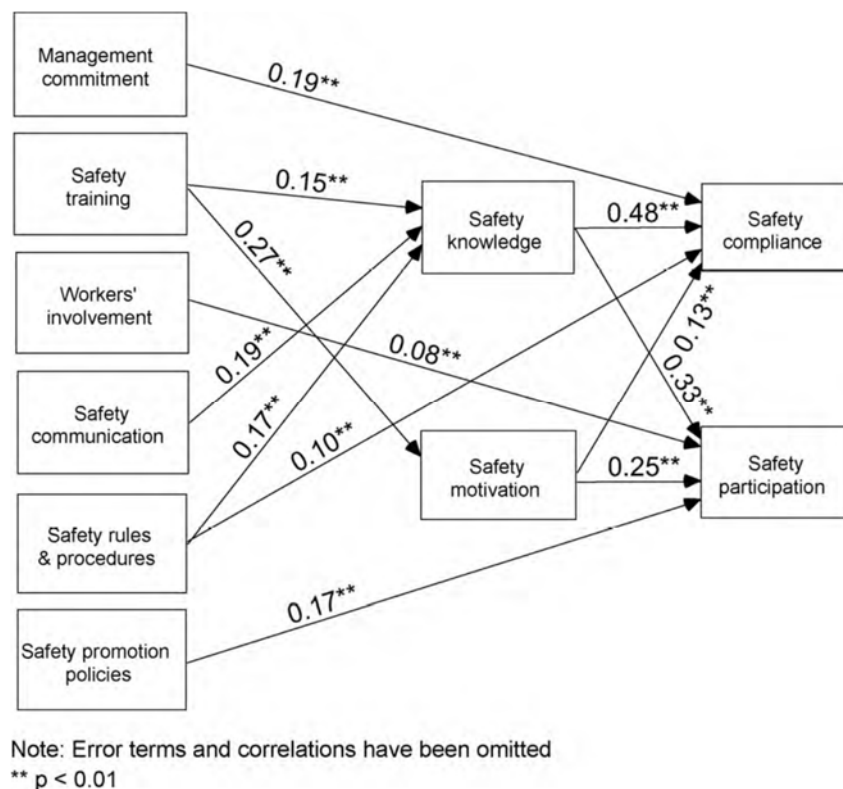 Management
commitment
0.19**
Safety
training
0.15**
Safety
knowledge
0.48**
Safety
compliance
0.27**
Workers'
involvement
0.19**
0.08**
0.13**
0.33**
Safety
communication
0.17**
0.10**
Safety
motivation
0.25**
Safety
participation
Safety rules
& procedures
0.17**
Safety promotion
policies
Note: Error terms and correlations have been omitted
** p < 0.01